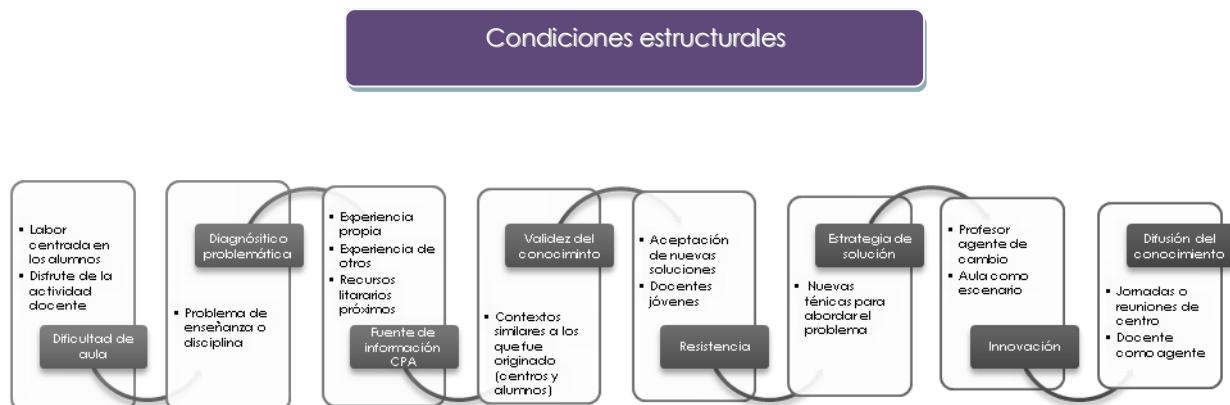 Condiciones estructurales
▪ Labor
centrada en
los alumnos
▪ Disfrute de la
actividad
docente
Dificultad de
aula
Diagnósitico
problemática
▪ Problema de
enseñanza o
disciplina
▪ Experiencia
propia
▪ Experiencia de
otros
▪ Recursos
litararios
próximos
Fuente de
información
CPA
Validez del
conociminto
▪ Contextos
similares a los
que fue
originado
(centros y
alumnos)
▪ Aceptación
de nuevas
soluciones
▪ Docentes
jóvenes
Resistencia
Estrategia de
solución
▪ Nuevas
ténicas para
abordar el
problema
▪ Profesor
agente de
cambio
▪ Aula como
escenario
Innovación
Difusión del
conocimiento
▪ Jornadas o
reuniones de
centro
▪ Docente
como agente